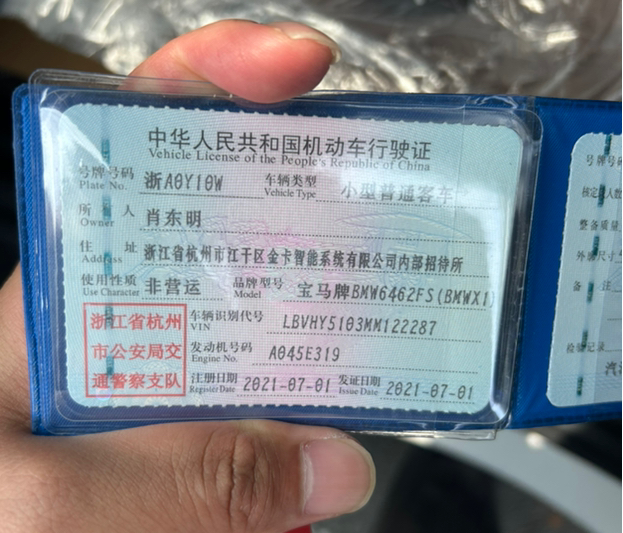 中华人民共和国机动车行驶证
Vehicle License of the People's Republic of China
号牌号码 浙A0Y10W 车辆类型 小型普通客车
Plate No. Vehicle Type
所 有 人 肖东明
Owner
住 址 浙江省杭州市江干区金卡智能系统有限公司内部招待所
Address
使用性质 非营运 品牌型号 宝马牌BMW6462FS(BMWX1)
Use Character Model
浙江省杭州
市公安局交
通警察支队
车辆识别代号 LBVHY5103MM122287
VIN
发动机号码 A045E319
Engine No.
注册日期 2021-07-01 发证日期 2021-07-01
Register Date Issue Date
号牌号
核定载人数
整备质量
外廓尺寸
备 注
检验记录